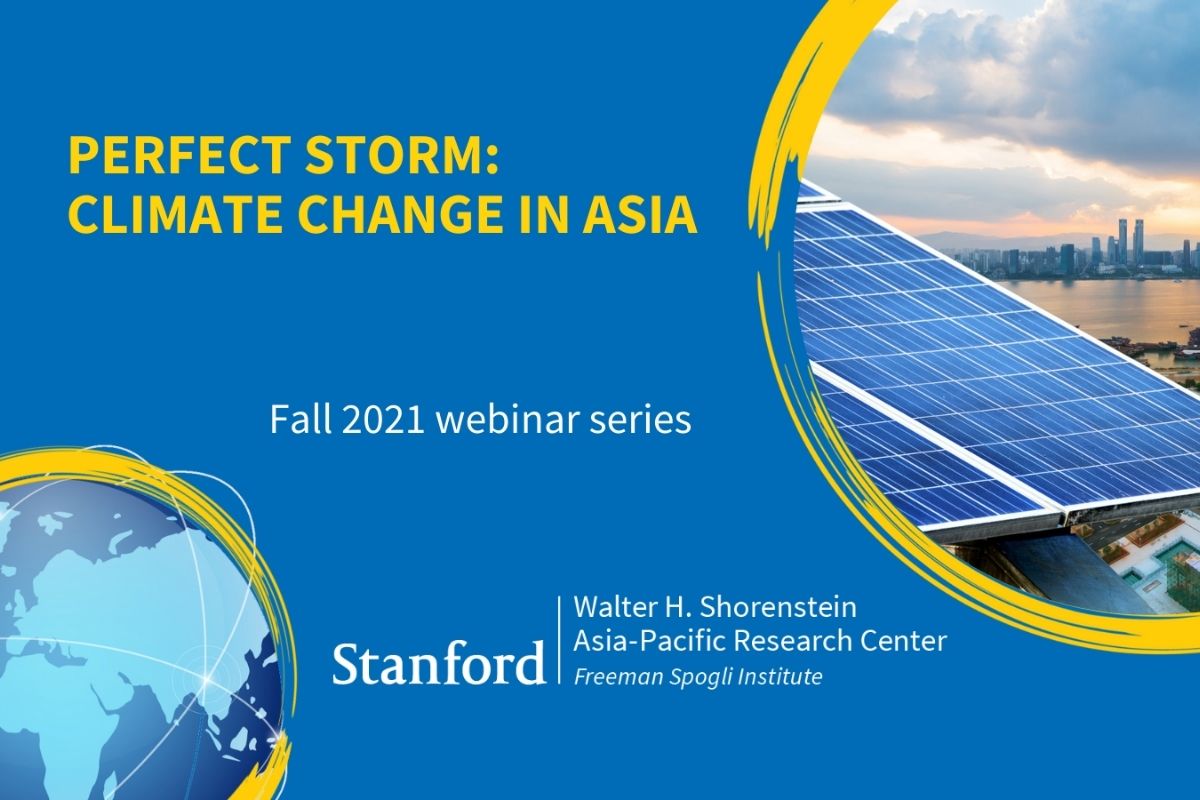 PERFECT STORM:
CLIMATE CHANGE IN ASIA
Fall 2021 webinar series
Stanford
Walter H. Shorenstein
Asia-Pacific Research Center
Freeman Spogli Institute